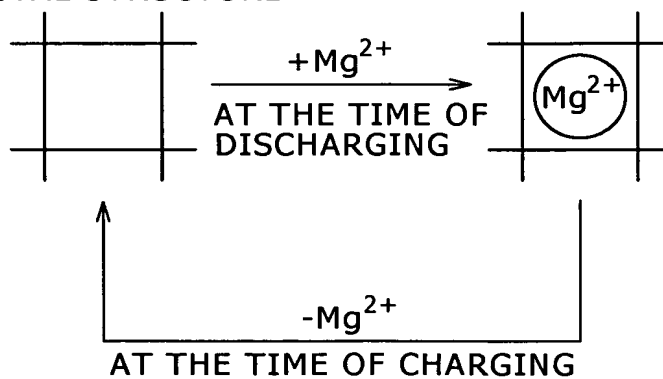 +Mg²⁺
AT THE TIME OF
DISCHARGING
Mg²⁺
-Mg²⁺
AT THE TIME OF CHARGING